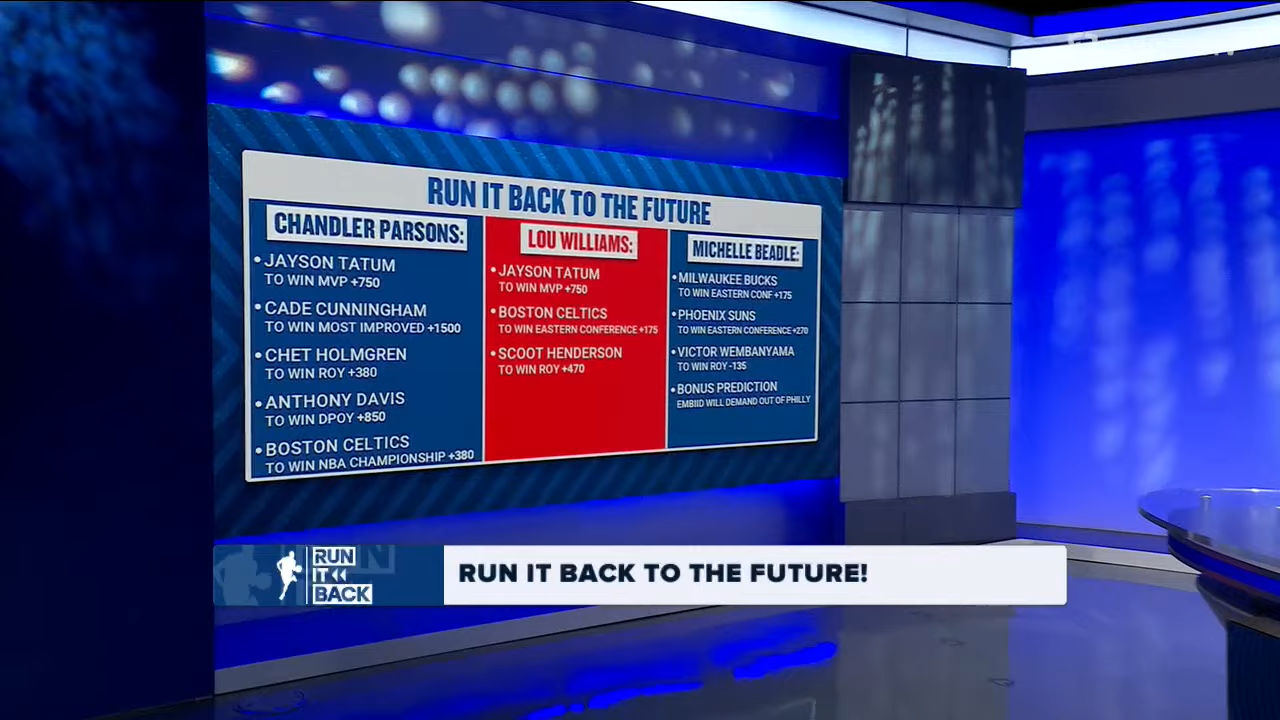 RUN IT BACK TO THE FUTURE
CHANDLER PARSONS:
• JAYSON TATUM
TO WIN MVP +750
• CADE CUNNINGHAM
TO WIN MOST IMPROVED +1500
• CHET HOLMGREN
TO WIN ROY +380
• ANTHONY DAVIS
TO WIN DPOY +850
• BOSTON CELTICS
TO WIN NBA CHAMPIONSHIP +380
LOU WILLIAMS:
• JAYSON TATUM
TO WIN MVP +750
• BOSTON CELTICS
TO WIN EASTERN CONFERENCE +175
• SCOOT HENDERSON
TO WIN ROY +470
MICHELLE BEADLE:
• MILWAUKEE BUCKS
TO WIN EASTERN CONF +175
• PHOENIX SUNS
TO WIN EASTERN CONFERENCE +270
• VICTOR WEMBANYAMA
TO WIN ROY -135
• BONUS PREDICTION
EMBIID WILL DEMAND OUT OF PHILLY
RUN
IT
BACK
RUN IT BACK TO THE FUTURE!